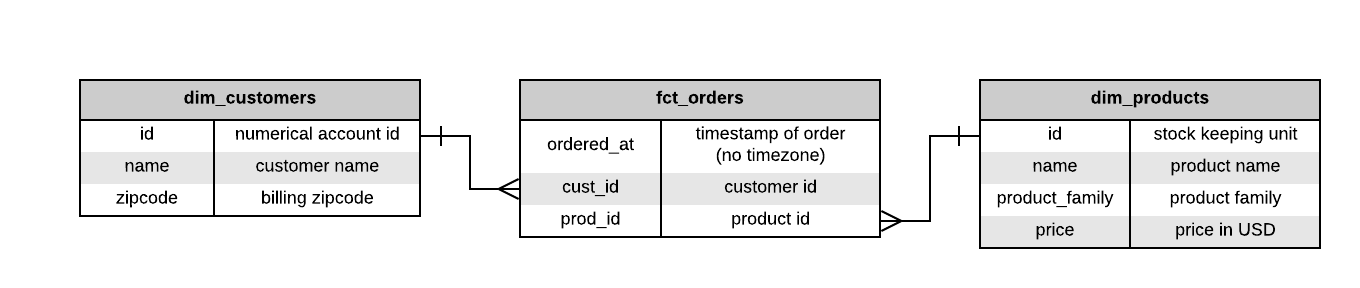 dim_customers
id numerical account id
name customer name
zipcode billing zipcode
fct_orders
ordered_at timestamp of order
(no timezone)
cust_id customer id
prod_id product id
dim_products
id stock keeping unit
name product name
product_family product family
price price in USD